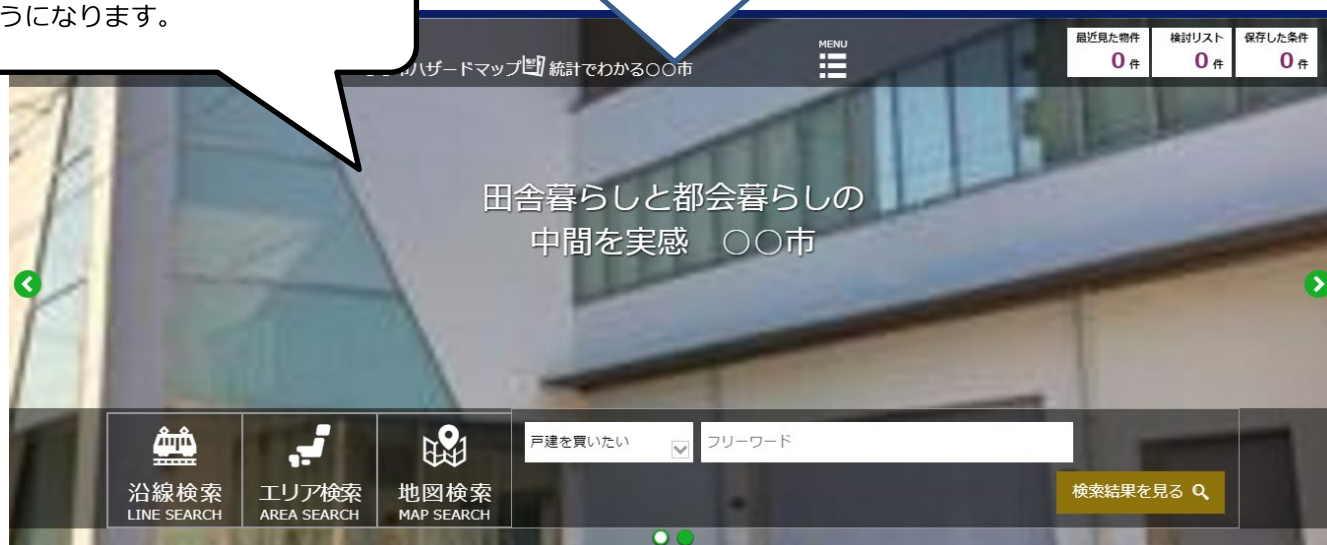 うになります。
市ハザードマップ 統計でわかる○○市
MENU
最近見た物件
0件
検討リスト
0件
保存した条件
0件
田舎暮らしと都会暮らしの
中間を実感 ○○市
沿線検索
LINE SEARCH
エリア検索
AREA SEARCH
地図検索
MAP SEARCH
戸建を買いたい
フリーワード
検索結果を見る